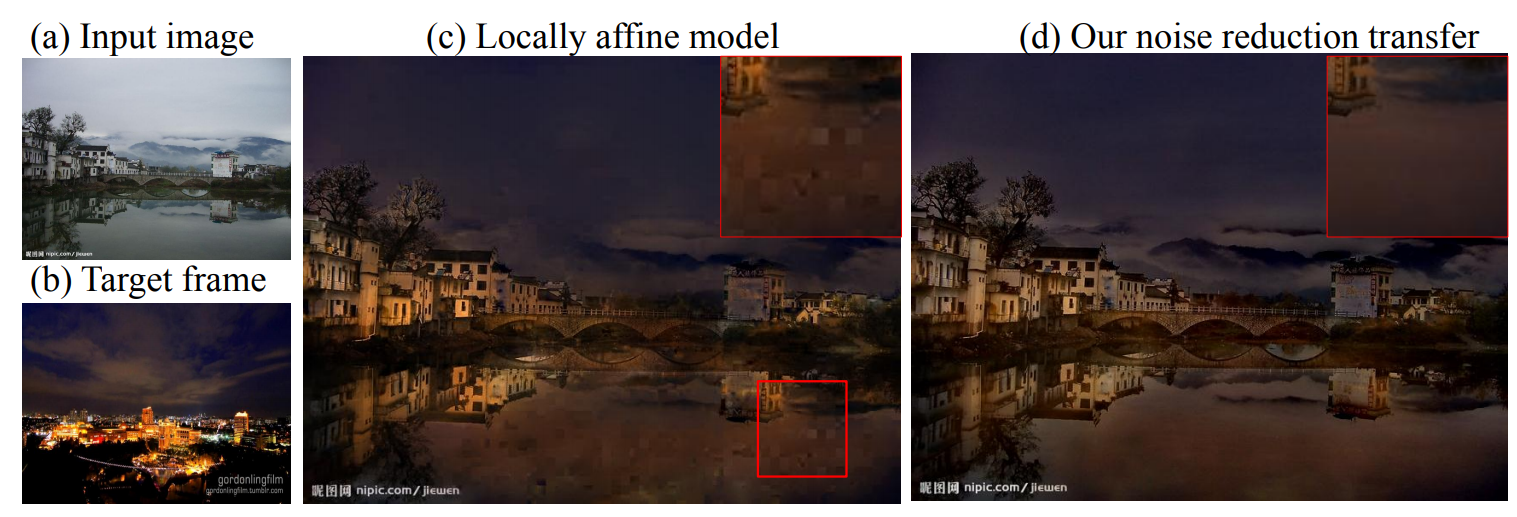 (a) Input image
昵图网 nipic.com/jiewen
(b) Target frame
gordonlingfilm
gordonlingfilm.tumblr.com
(c) Locally affine model
昵图网 nipic.com/jiewen
(d) Our noise reduction transfer
昵图网 nipic.com/jiewen